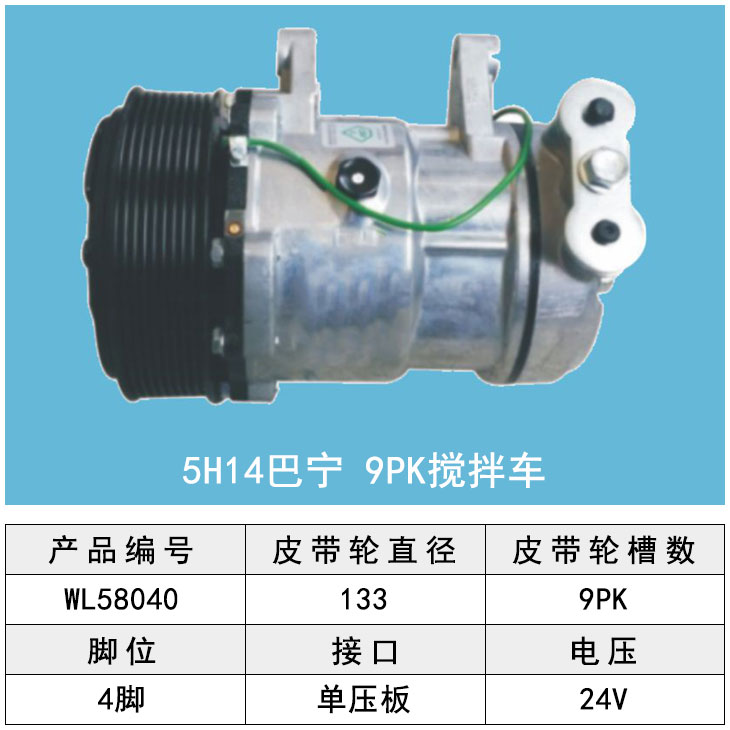 5H14巴宁 9PK搅拌车
产品编号 皮带轮直径 皮带轮槽数
WL58040 133 9PK
脚位 接口 电压
4脚 单压板 24V